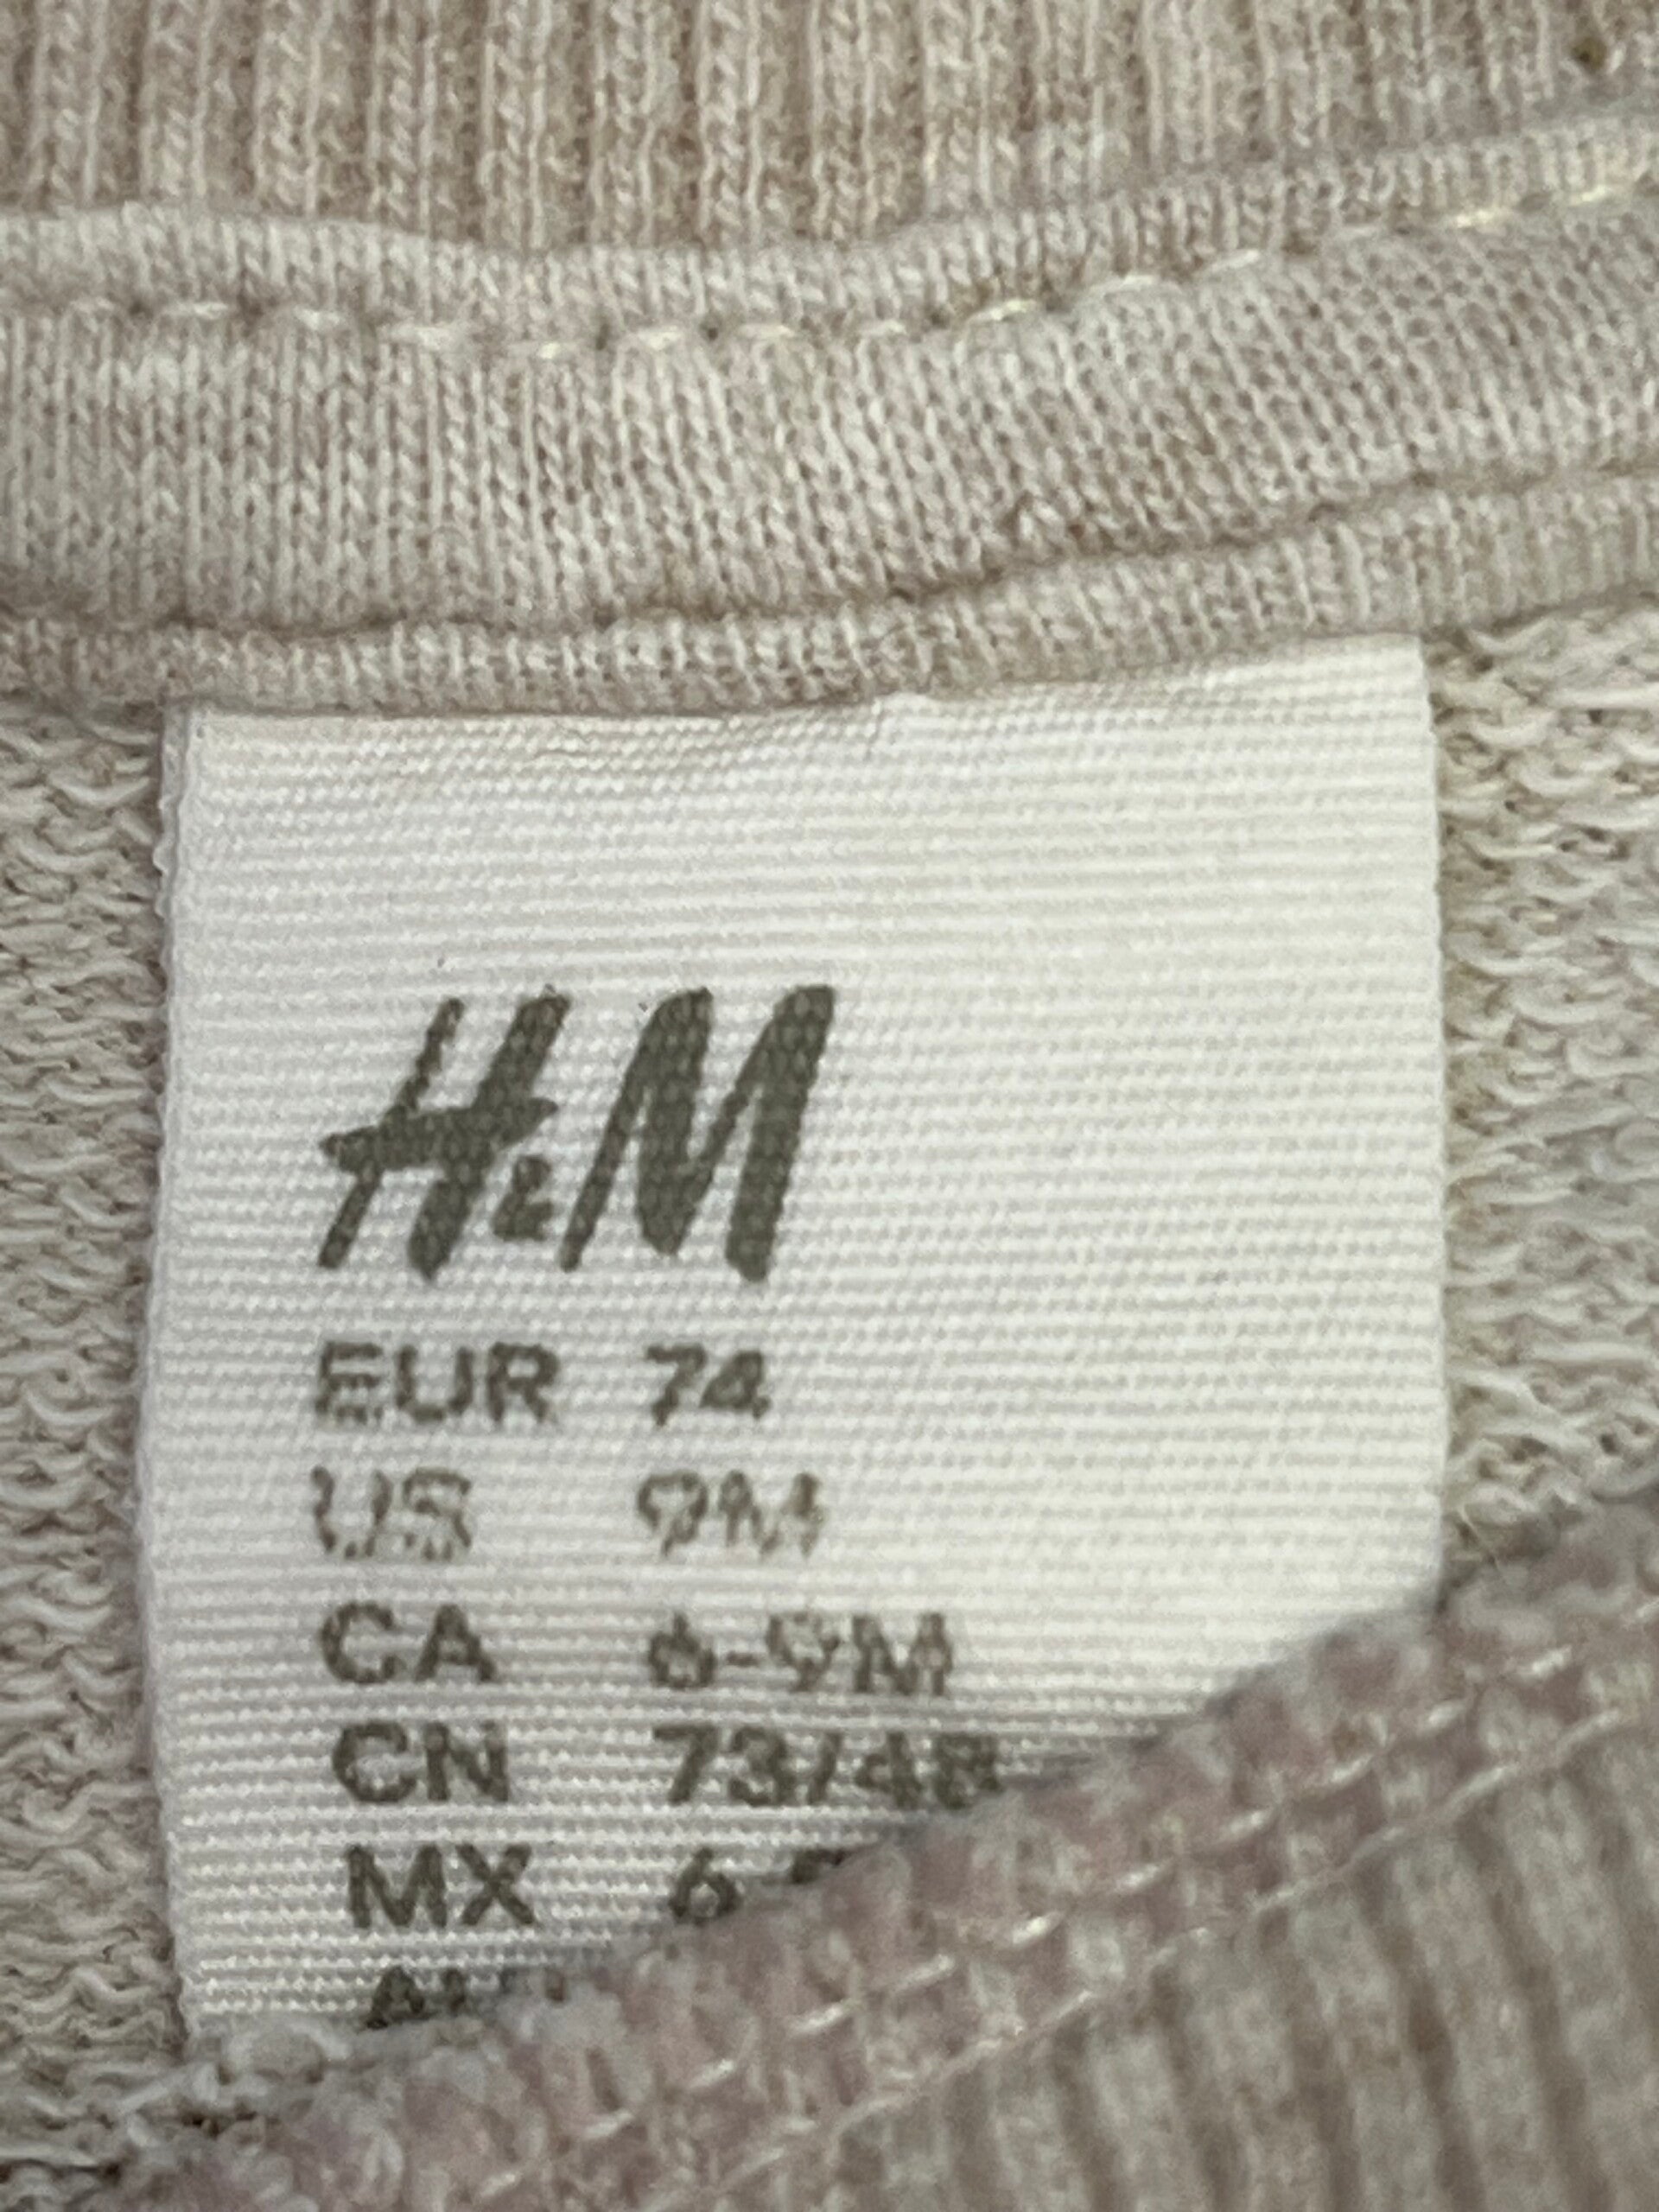 H&M
EUR 74
US 9M
CA 6-9M
CN 73/48
MX